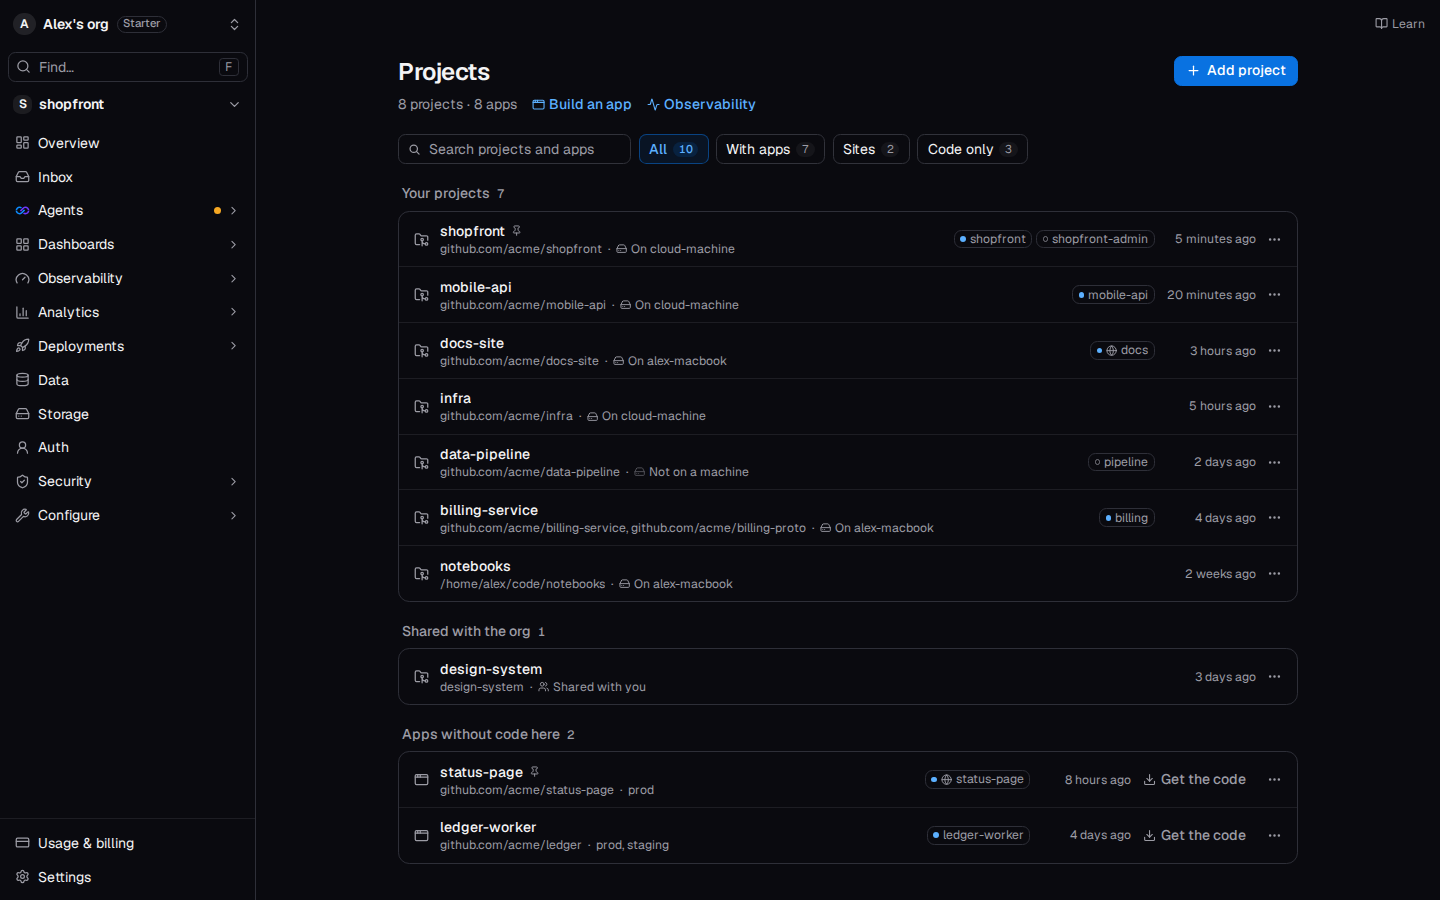 A Alex's org Starter
Find... F
S shopfront
Overview
Inbox
Agents
Dashboards
Observability
Analytics
Deployments
Data
Storage
Auth
Security
Configure
Usage & billing
Settings
Learn
Projects
Add project
8 projects · 8 apps Build an app Observability
Search projects and apps All 10 With apps 7 Sites 2 Code only 3
Your projects 7
shopfront
github.com/acme/shopfront · On cloud-machine
shopfront shopfront-admin 5 minutes ago
mobile-api
github.com/acme/mobile-api · On cloud-machine
mobile-api 20 minutes ago
docs-site
github.com/acme/docs-site · On alex-macbook
docs 3 hours ago
infra
github.com/acme/infra · On cloud-machine
5 hours ago
data-pipeline
github.com/acme/data-pipeline · Not on a machine
pipeline 2 days ago
billing-service
github.com/acme/billing-service, github.com/acme/billing-proto · On alex-macbook
billing 4 days ago
notebooks
/home/alex/code/notebooks · On alex-macbook
2 weeks ago
Shared with the org 1
design-system
design-system · Shared with you
3 days ago
Apps without code here 2
status-page
github.com/acme/status-page · prod
status-page 8 hours ago Get the code
ledger-worker
github.com/acme/ledger · prod, staging
ledger-worker 4 days ago Get the code